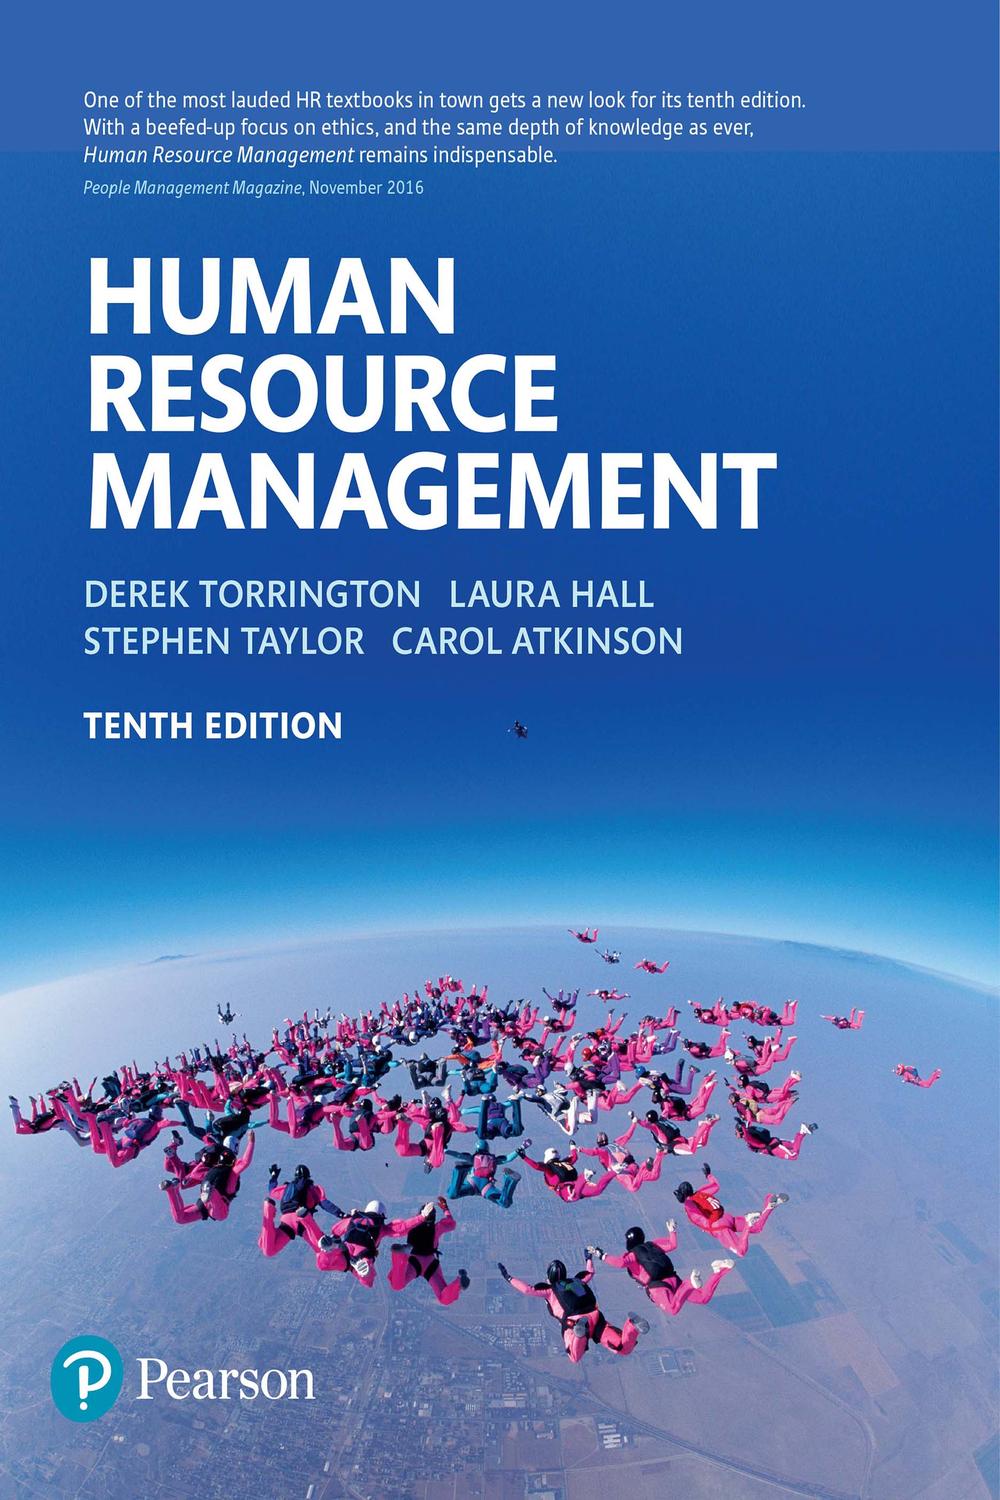 One of the most lauded HR textbooks in town gets a new look for its tenth edition.
With a beefed-up focus on ethics, and the same depth of knowledge as ever,
Human Resource Management remains indispensable.
People Management Magazine, November 2016
HUMAN
RESOURCE
MANAGEMENT
DEREK TORRINGTON LAURA HALL
STEPHEN TAYLOR CAROL ATKINSON
TENTH EDITION
Pearson